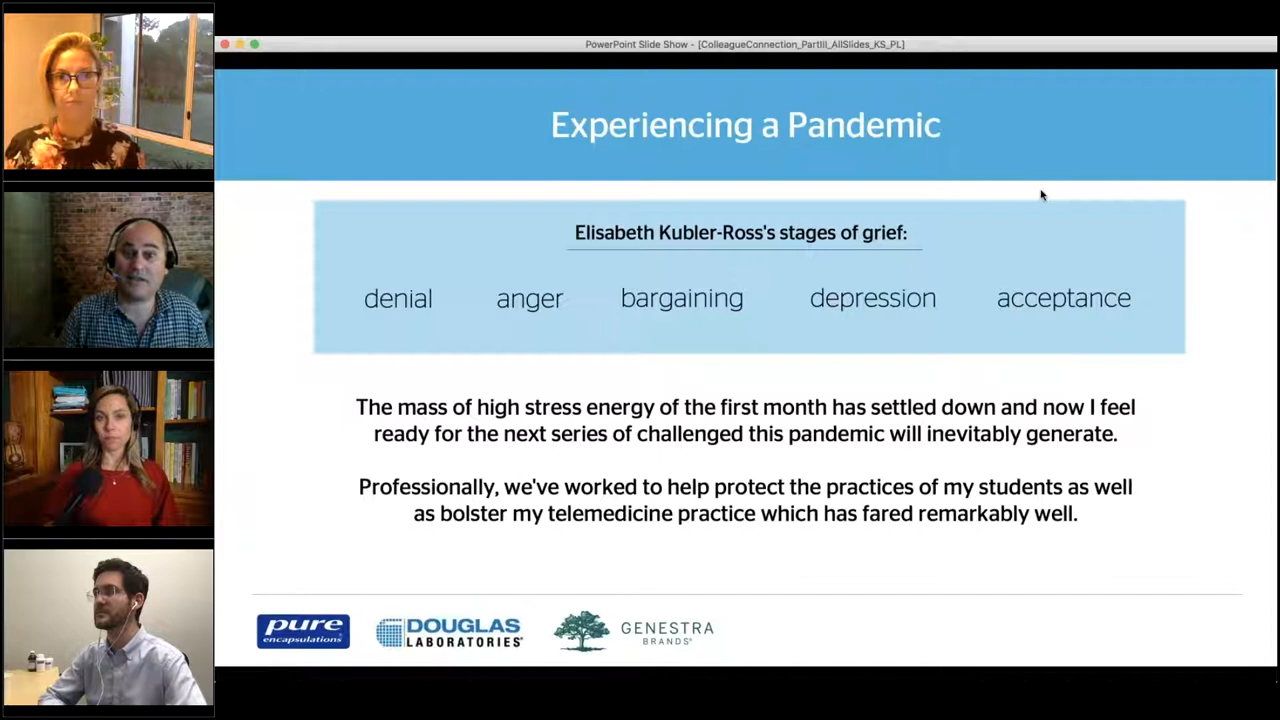 PowerPoint Slide Show - [ColleagueConnection_PartIII_AllSlides_KS_PL]
Experiencing a Pandemic
Elisabeth Kubler-Ross's stages of grief:
denial anger bargaining depression acceptance
The mass of high stress energy of the first month has settled down and now I feel
ready for the next series of challenged this pandemic will inevitably generate.
Professionally, we've worked to help protect the practices of my students as well
as bolster my telemedicine practice which has fared remarkably well.
pure
encapsulations
DOUGLAS
LABORATORIES®
GENESTRA
BRANDS®